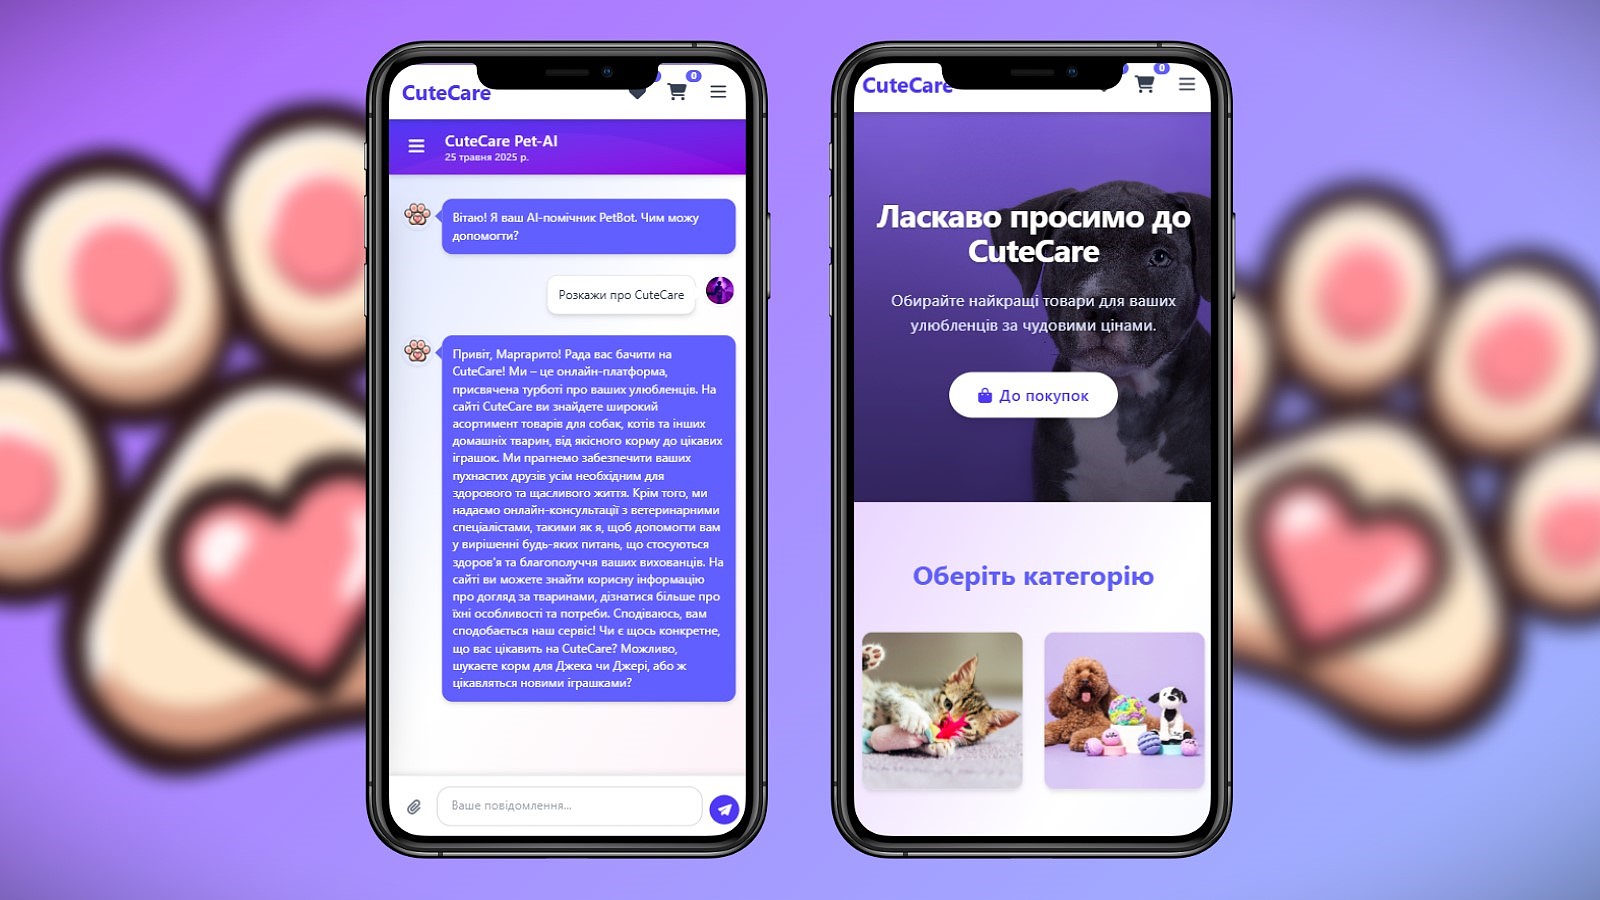 CuteCare
0
CuteCare Pet-AI
25 травня 2025 р.
Вітаю! Я ваш AI-помічник PetBot. Чим можу
допомогти?
Розкажи про CuteCare
Привіт, Маргарито! Рада вас бачити на
CuteCare! Ми – це онлайн-платформа,
присвячена турботі про ваших улюбленців. На
сайті CuteCare ви знайдете широкий
асортимент товарів для собак, котів та інших
домашніх тварин, від якісного корму до цікавих
іграшок. Ми прагнемо забезпечити ваших
пухнастих друзів усім необхідним для
здорового та щасливого життя. Крім того, ми
надаємо онлайн-консультації з ветеринарними
спеціалістами, такими як я, щоб допомогти вам
у вирішенні будь-яких питань, що стосуються
здоров'я та благополуччя ваших вихованців. На
сайті ви можете знайти корисну інформацію
про догляд за тваринами, дізнатися більше про
їхні особливості та потреби. Сподіваюсь, вам
сподобається наш сервіс! Чи є щось конкретне,
що вас цікавить на CuteCare? Можливо,
шукаєте корм для Джека чи Джері, або ж
цікавляться новими іграшками?
Ваше повідомлення...
CuteCare
0
Ласкаво просимо до
CuteCare
Обирайте найкращі товари для ваших
улюбленців за чудовими цінами.
До покупок
Оберіть категорію